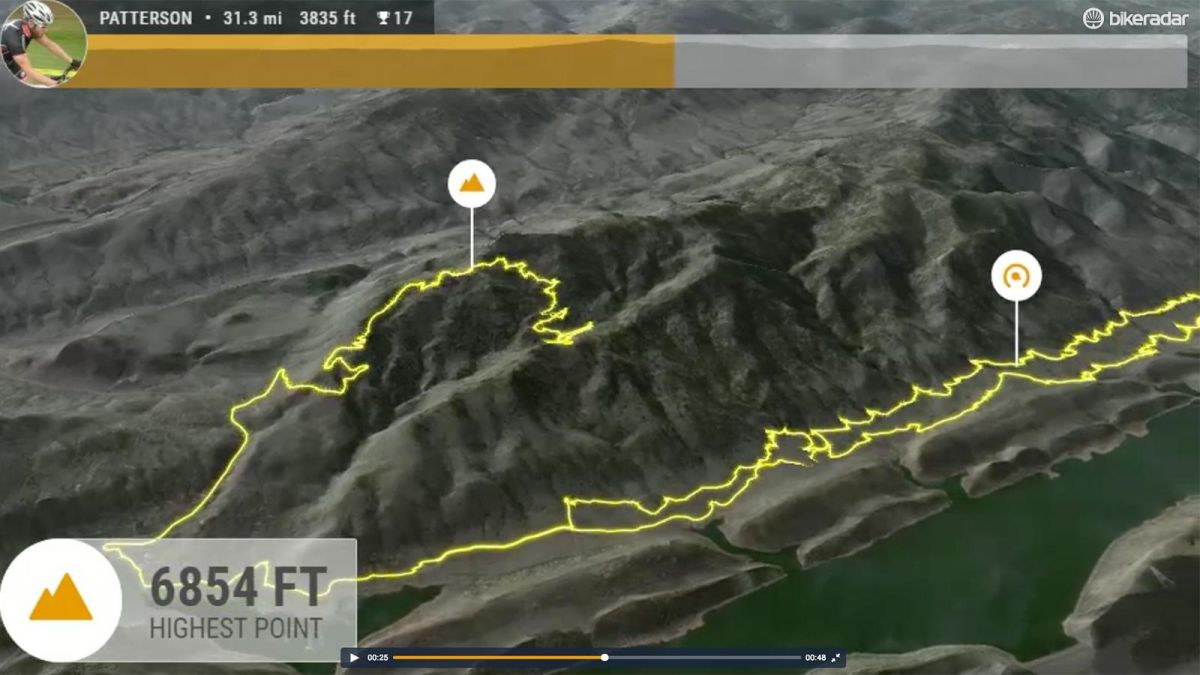 PATTERSON • 31.3 mi 3835 ft 17
bikeradar
6854 FT
HIGHEST POINT
00:25 00:48